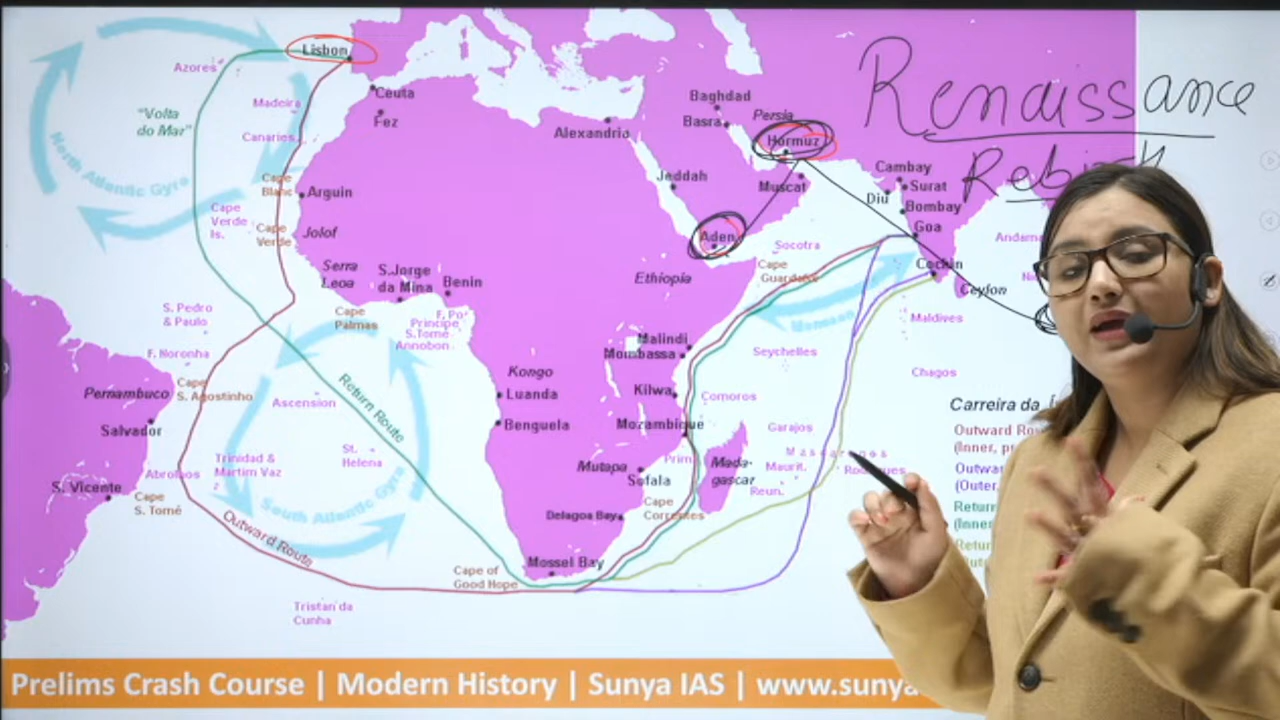 Renaissance
Rebirth
Lisbon
Azores
"Volta
do Mar"
Madeira
Canaries
North Atlantic Gyre
Ceuta
Fez
Alexandria
Baghdad
Basra
Persia
Hormuz
Muscat
Jeddah
Aden
Cambay
Surat
Diu
Bombay
Goa
Cochin
Ceylon
Socotra
Cape
Blanc
Arguin
Cape
Verde Is.
Cape
Verde
Jolof
Serra
Leoa
S.Jorge
da Mina
Benin
Ethiopia
Cape
Maldives
S. Pedro
& Paulo
Cape
Palmas
F. Po
Principe
S.Tomé
Annobon
Malindi
Mombassa
Seychelles
Chagos
F. Noronha
Pernambuco
Cape
S. Agostinho
Salvador
Ascension
Return Route
Kongo
Luanda
Benguela
Kilwa
Comoros
Mozambique
Garajos
Maurit.
Reun.
Carreira da
Outward
(Inner,
(Outer,
Abrolhos
Trinidad &
Martim Vaz
St.
Helena
South Atlantic Gyre
Mutapa
Sofala
Prim.
Mada-
gascar
S. Vicente
Cape
S. Tomé
Outward Route
Delagoa Bay
Cape
Correntes
Mossel Bay
Cape of
Good Hope
Tristan da
Cunha
Prelims Crash Course | Modern History | Sunya IAS | www.sunya